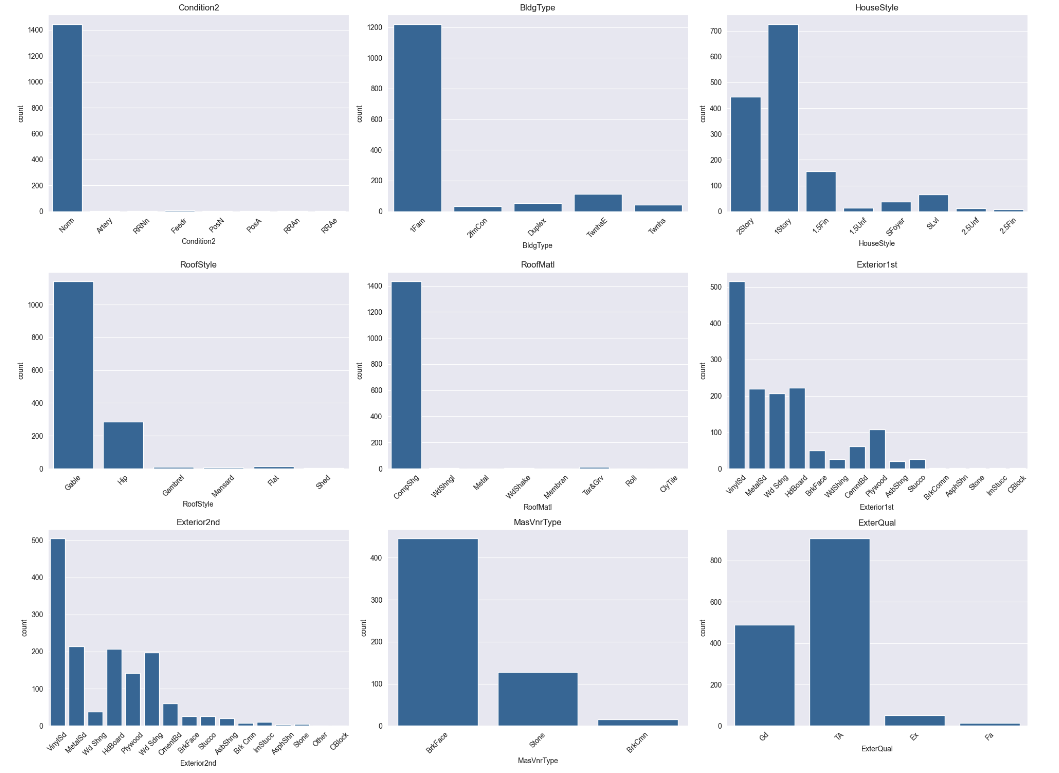 Condition2
1400
1200
1000
800
600
400
200
0
count
Norm
Artery
RRNn
Feedr
PosN
PosA
RRAn
RRAe
Condition2
BldgType
1200
1000
800
600
400
200
0
count
1Fam
2fmCon
Duplex
TwnhsE
Twnhs
BldgType
HouseStyle
700
600
500
400
300
200
100
0
count
2Story
1Story
1.5Fin
1.5Unf
SFoyer
SLvl
2.5Unf
2.5Fin
HouseStyle
RoofStyle
1000
800
600
400
200
0
count
Gable
Hip
Gambrel
Mansard
Flat
Shed
RoofStyle
RoofMatl
1400
1200
1000
800
600
400
200
0
count
CompShg
WdShngl
Metal
WdShake
Membran
Tar&Grv
Roll
ClyTile
RoofMatl
Exterior1st
500
400
300
200
100
0
count
VinylSd
MetalSd
Wd Sdng
HdBoard
BrkFace
WdShing
CemntBd
Plywood
AsbShng
Stucco
BrkComm
AsphShn
Stone
ImStucc
CBlock
Exterior1st
Exterior2nd
500
400
300
200
100
0
count
VinylSd
MetalSd
Wd Shng
HdBoard
Plywood
Wd Sdng
CmentBd
BrkFace
Stucco
AsbShng
Brk Cmn
ImStucc
AsphShn
Stone
Other
CBlock
Exterior2nd
MasVnrType
400
300
200
100
0
count
BrkFace
Stone
BrkCmn
MasVnrType
ExterQual
800
600
400
200
0
count
Gd
TA
Ex
Fa
ExterQual